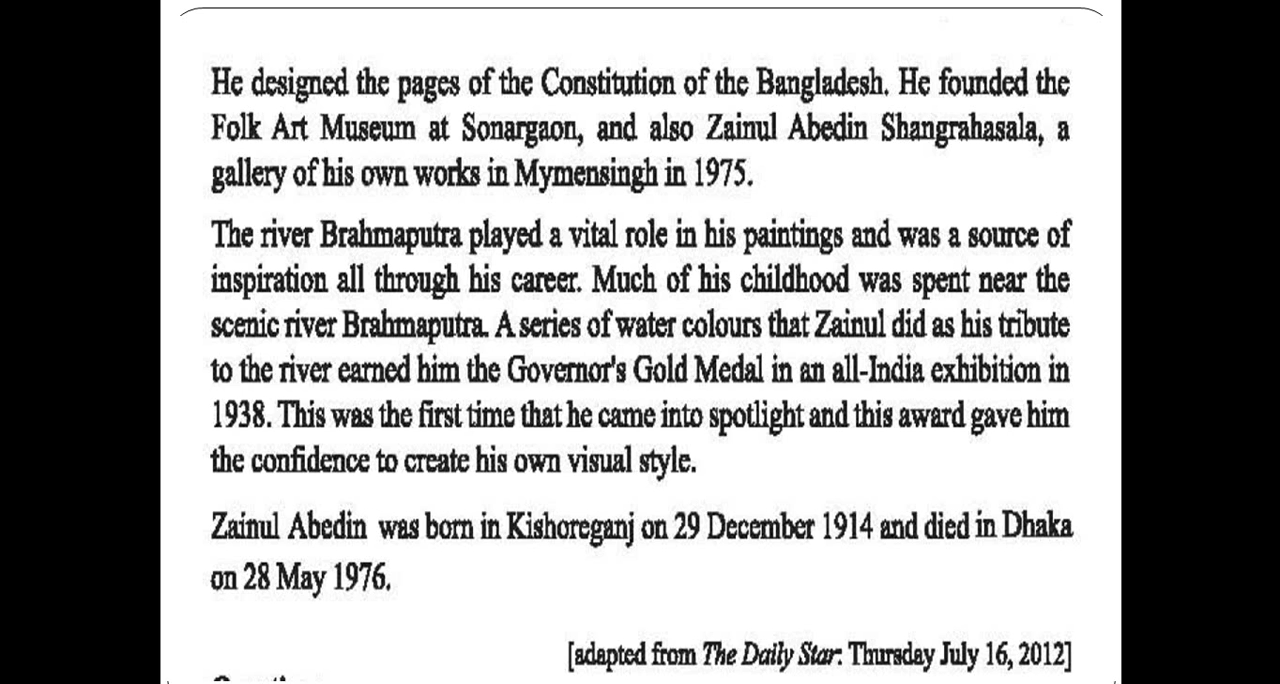 He designed the pages of the Constitution of the Bangladesh. He founded the
Folk Art Museum at Sonargaon, and also Zainul Abedin Shangrahasala, a
gallery of his own works in Mymensingh in 1975.
The river Brahmaputra played a vital role in his paintings and was a source of
inspiration all through his career. Much of his childhood was spent near the
scenic river Brahmaputra. A series of water colours that Zainul did as his tribute
to the river earned him the Governor's Gold Medal in an all-India exhibition in
1938. This was the first time that he came into spotlight and this award gave him
the confidence to create his own visual style.
Zainul Abedin was born in Kishoreganj on 29 December 1914 and died in Dhaka
on 28 May 1976.
[adapted from The Daily Star: Thursday July 16, 2012]